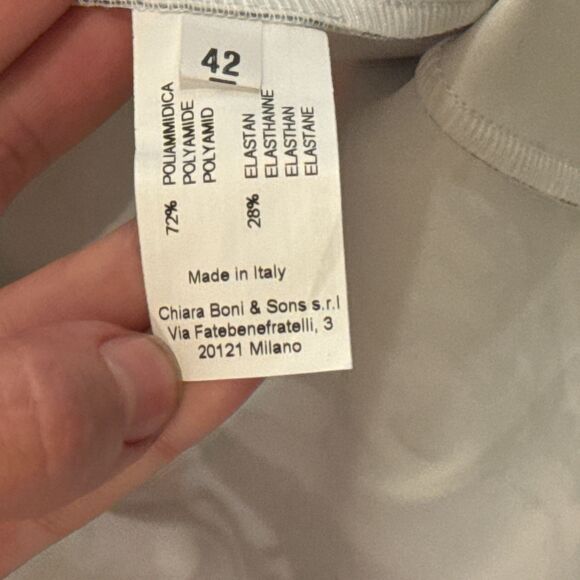 42
72% POLIAMMIDICA
POLYAMIDE
POLYAMID
28% ELASTAN
ELASTHANNE
ELASTHAN
ELASTANE
Made in Italy
Chiara Boni & Sons s.r.l
Via Fatebenefratelli, 3
20121 Milano